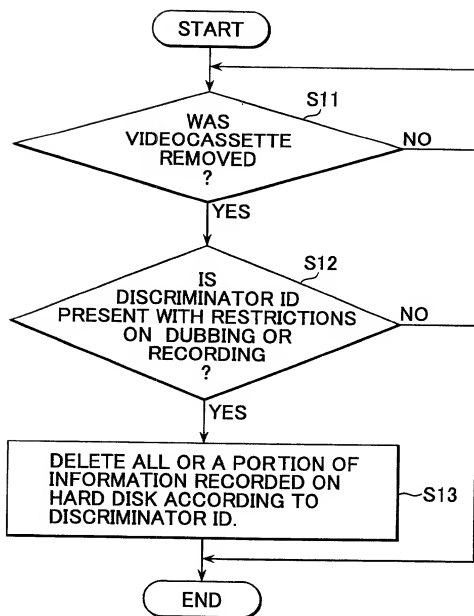 START
S11
WAS
VIDEOCASSETTE
REMOVED
?
NO
YES
S12
IS
DISCRIMINATOR ID
PRESENT WITH RESTRICTIONS
ON DUBBING OR
RECORDING
?
NO
YES
DELETE ALL OR A PORTION OF
INFORMATION RECORDED ON
HARD DISK ACCORDING TO
DISCRIMINATOR ID.
S13
END